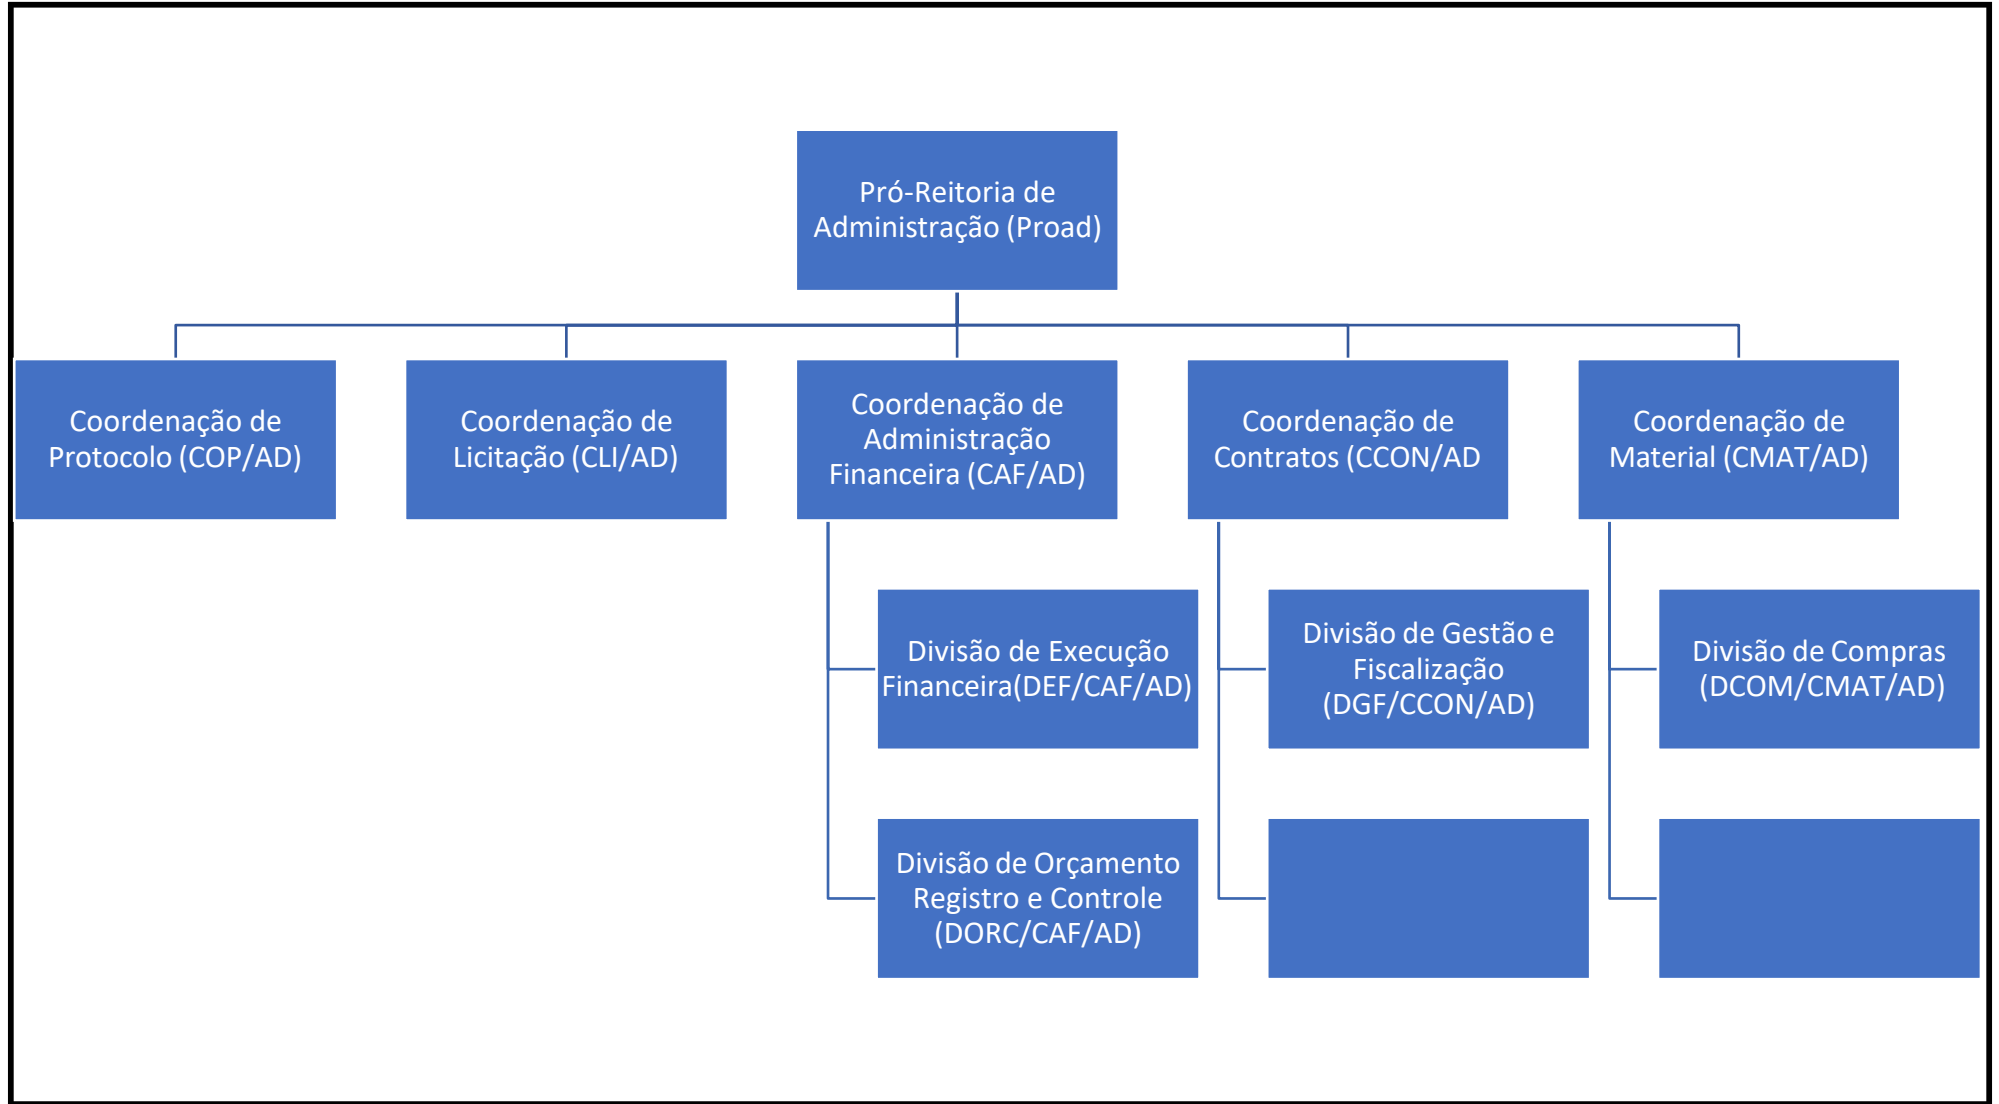 Pró-Reitoria de
Administração (Proad)
Coordenação de
Protocolo (COP/AD)
Coordenação de
Licitação (CLI/AD)
Coordenação de
Administração
Financeira (CAF/AD)
Coordenação de
Contratos (CCON/AD
Coordenação de
Material (CMAT/AD)
Divisão de Execução
Financeira(DEF/CAF/AD)
Divisão de Gestão e
Fiscalização
(DGF/CCON/AD)
Divisão de Compras
(DCOM/CMAT/AD)
Divisão de Orçamento
Registro e Controle
(DORC/CAF/AD)